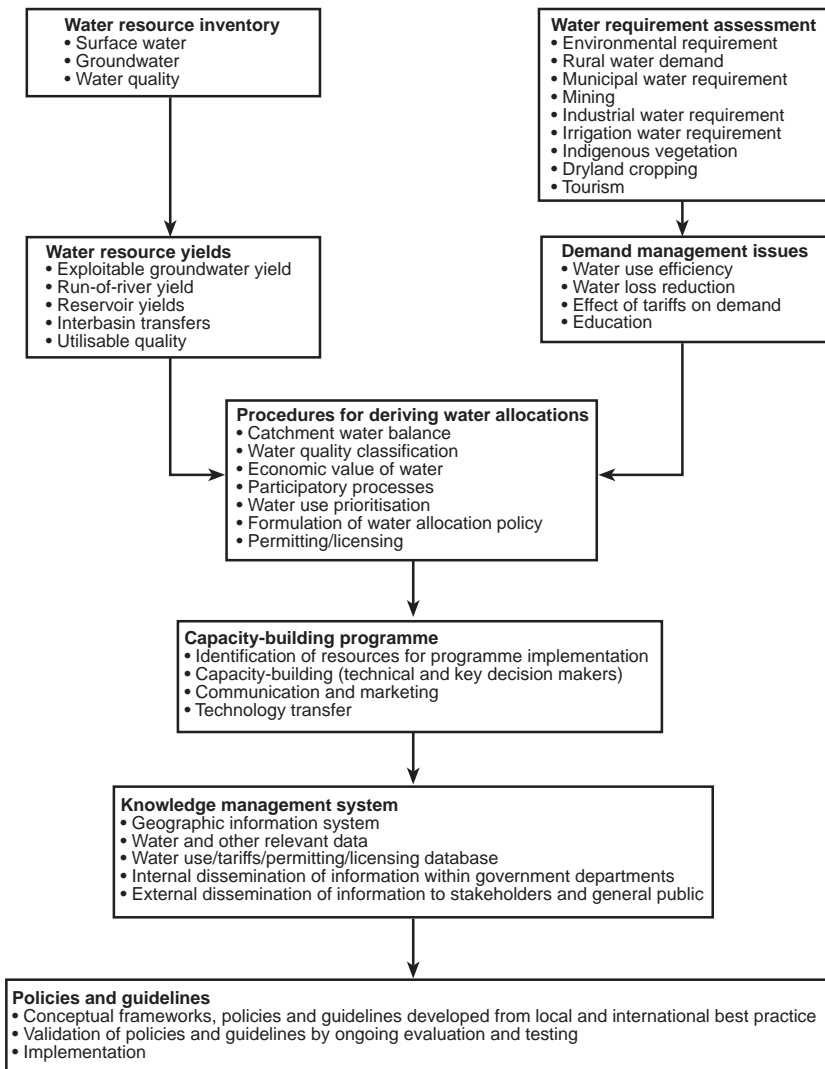 Water resource inventory
• Surface water
• Groundwater
• Water quality
Water requirement assessment
• Environmental requirement
• Rural water demand
• Municipal water requirement
• Mining
• Industrial water requirement
• Irrigation water requirement
• Indigenous vegetation
• Dryland cropping
• Tourism
Water resource yields
• Exploitable groundwater yield
• Run-of-river yield
• Reservoir yields
• Interbasin transfers
• Utilisable quality
Demand management issues
• Water use efficiency
• Water loss reduction
• Effect of tariffs on demand
• Education
Procedures for deriving water allocations
• Catchment water balance
• Water quality classification
• Economic value of water
• Participatory processes
• Water use prioritisation
• Formulation of water allocation policy
• Permitting/licensing
Capacity-building programme
• Identification of resources for programme implementation
• Capacity-building (technical and key decision makers)
• Communication and marketing
• Technology transfer
Knowledge management system
• Geographic information system
• Water and other relevant data
• Water use/tariffs/permitting/licensing database
• Internal dissemination of information within government departments
• External dissemination of information to stakeholders and general public
Policies and guidelines
• Conceptual frameworks, policies and guidelines developed from local and international best practice
• Validation of policies and guidelines by ongoing evaluation and testing
• Implementation